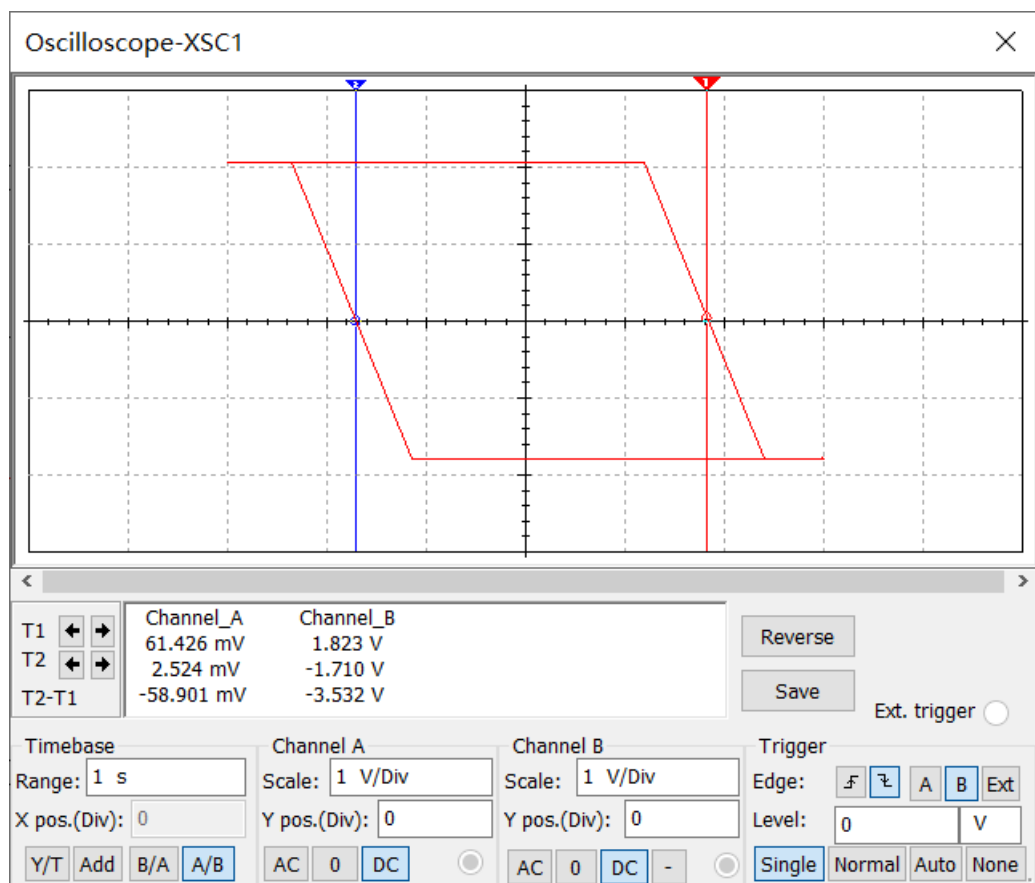 Oscilloscope-XSC1
2 1
T1
T2
T2-T1
Channel_A Channel_B
61.426 mV 1.823 V
2.524 mV -1.710 V
-58.901 mV -3.532 V
Reverse
Save
Ext. trigger
Timebase
Range: 1 s
X pos.(Div): 0
Y/T Add B/A A/B
Channel A
Scale: 1 V/Div
Y pos.(Div): 0
AC 0 DC
Channel B
Scale: 1 V/Div
Y pos.(Div): 0
AC 0 DC -
Trigger
Edge: A B Ext
Level: 0 V
Single Normal Auto None